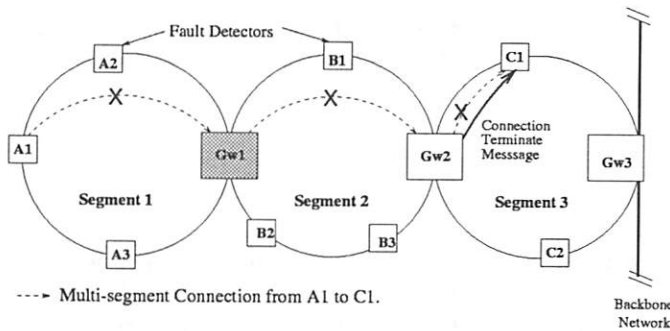 Fault Detectors
A2
B1
C1
X
X
X
A1
Gw1
Gw2
Gw3
Connection
Terminate
Messsage
Segment 1
Segment 2
Segment 3
B2
B3
A3
C2
Multi-segment Connection from A1 to C1.
Backbone
Network